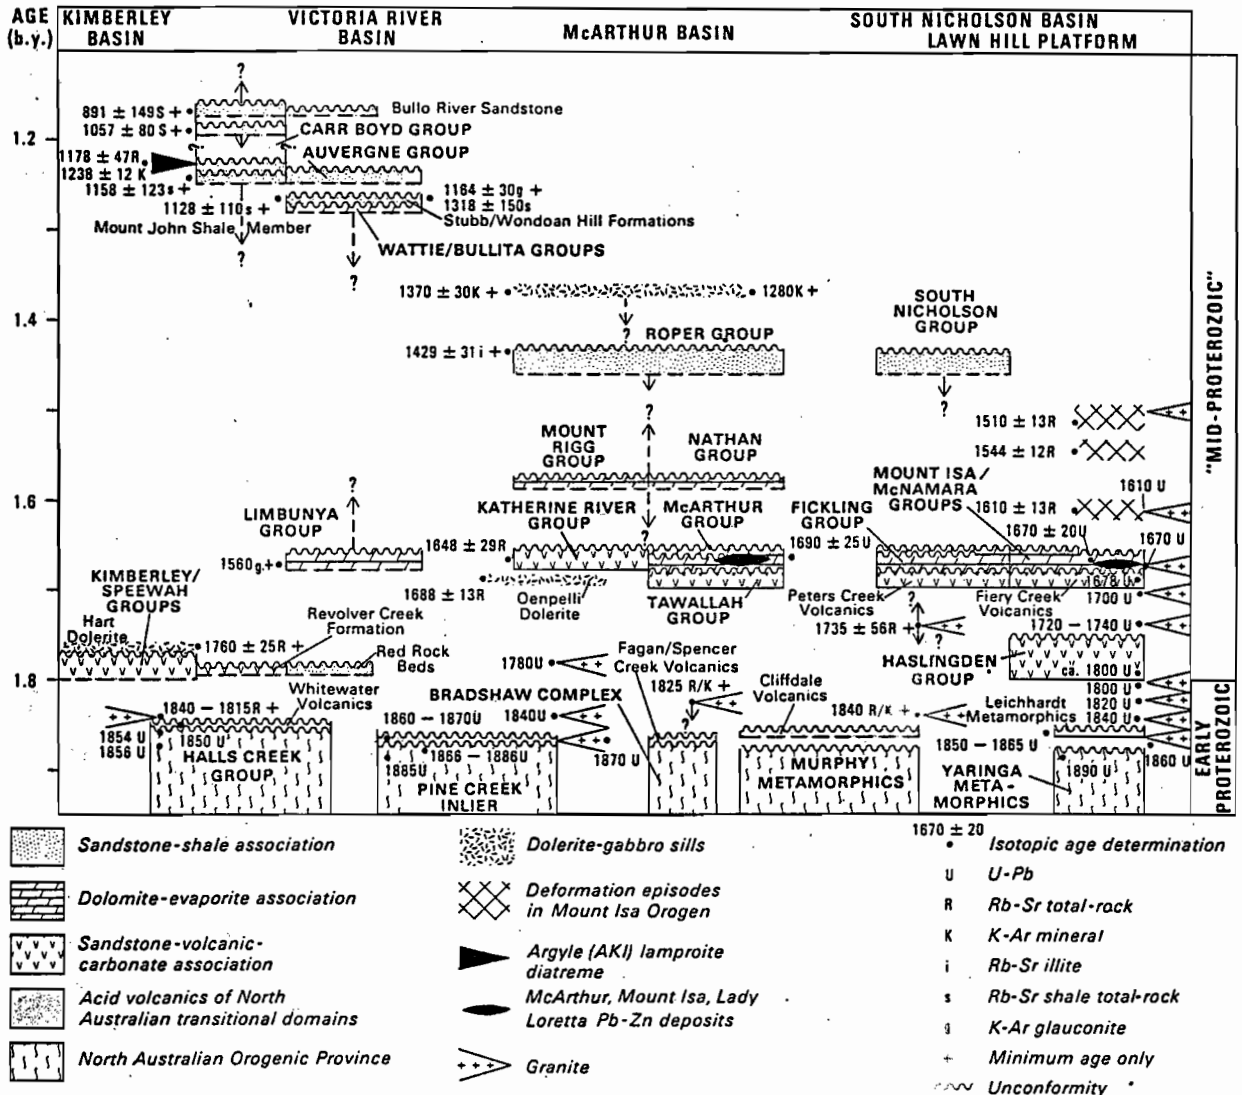 AGE
(b.y.)
KIMBERLEY
BASIN
VICTORIA RIVER
BASIN
McARTHUR BASIN
SOUTH NICHOLSON BASIN
LAWN HILL PLATFORM
1.2
1.4
1.6
1.8
"MID-PROTEROZOIC"
EARLY
PROTEROZOIC
?
891 ± 149S +
1057 ± 80 S +
Bullo River Sandstone
CARR BOYD GROUP
?
?
AUVERGNE GROUP
1178 ± 47R
1238 ± 12 K
1158 ± 123s +
1128 ± 110s +
1164 ± 30g +
1318 ± 150s
Stubb/Wondoan Hill Formations
Mount John Shale Member
WATTIE/BULLITA GROUPS
?
?
1370 ± 30K +
1280K +
?
ROPER GROUP
1429 ± 31 i +
SOUTH
NICHOLSON
GROUP
?
?
1510 ± 13R
1544 ± 12R
MOUNT
RIGG
GROUP
NATHAN
GROUP
MOUNT ISA/
McNAMARA
GROUPS
1610 U
1610 ± 13R
?
LIMBUNYA
GROUP
KATHERINE RIVER
GROUP
?
McARTHUR
GROUP
FICKLING
GROUP
1670 ± 20U
1670 U
1648 ± 29R
1690 ± 25U
1560g +
1688 ± 13R
Oenpelli
Dolerite
TAWALLAH
GROUP
Peters Creek
Volcanics
Fiery Creek
Volcanics
1678 U
1700 U
KIMBERLEY/
SPEEWAH
GROUPS
Hart
Dolerite
1760 ± 25R +
Revolver Creek
Formation
Red Rock
Beds
?
1735 ± 56R +
?
1720 – 1740 U
HASLINGDEN
GROUP
ca.
1800 U
1780U
Fagan/Spencer
Creek Volcanics
1825 R/K +
?
Cliffdale
Volcanics
1800 U
1820 U
1840 U
Whitewater
Volcanics
1840 – 1815R +
1854 U
1856 U
1850 U
HALLS CREEK
GROUP
BRADSHAW COMPLEX
1860 – 1870U
1840U
1866 – 1886U
1885U
1870 U
PINE CREEK
INLIER
1840 R/K +
Leichhardt
Metamorphics
1850 – 1865 U
1860 U
MURPHY
METAMORPHICS
YARINGA
META-
MORPHICS
1890 U
Sandstone-shale association
Dolomite-evaporite association
Sandstone-volcanic-
carbonate association
Acid volcanics of North
Australian transitional domains
North Australian Orogenic Province
Dolerite-gabbro sills
Deformation episodes
in Mount Isa Orogen
Argyle (AKI) lamproite
diatreme
McArthur, Mount Isa, Lady
Loretta Pb-Zn deposits
Granite
1670 ± 20
• Isotopic age determination
U U-Pb
R Rb-Sr total-rock
K K-Ar mineral
i Rb-Sr illite
s Rb-Sr shale total-rock
g K-Ar glauconite
+ Minimum age only
Unconformity